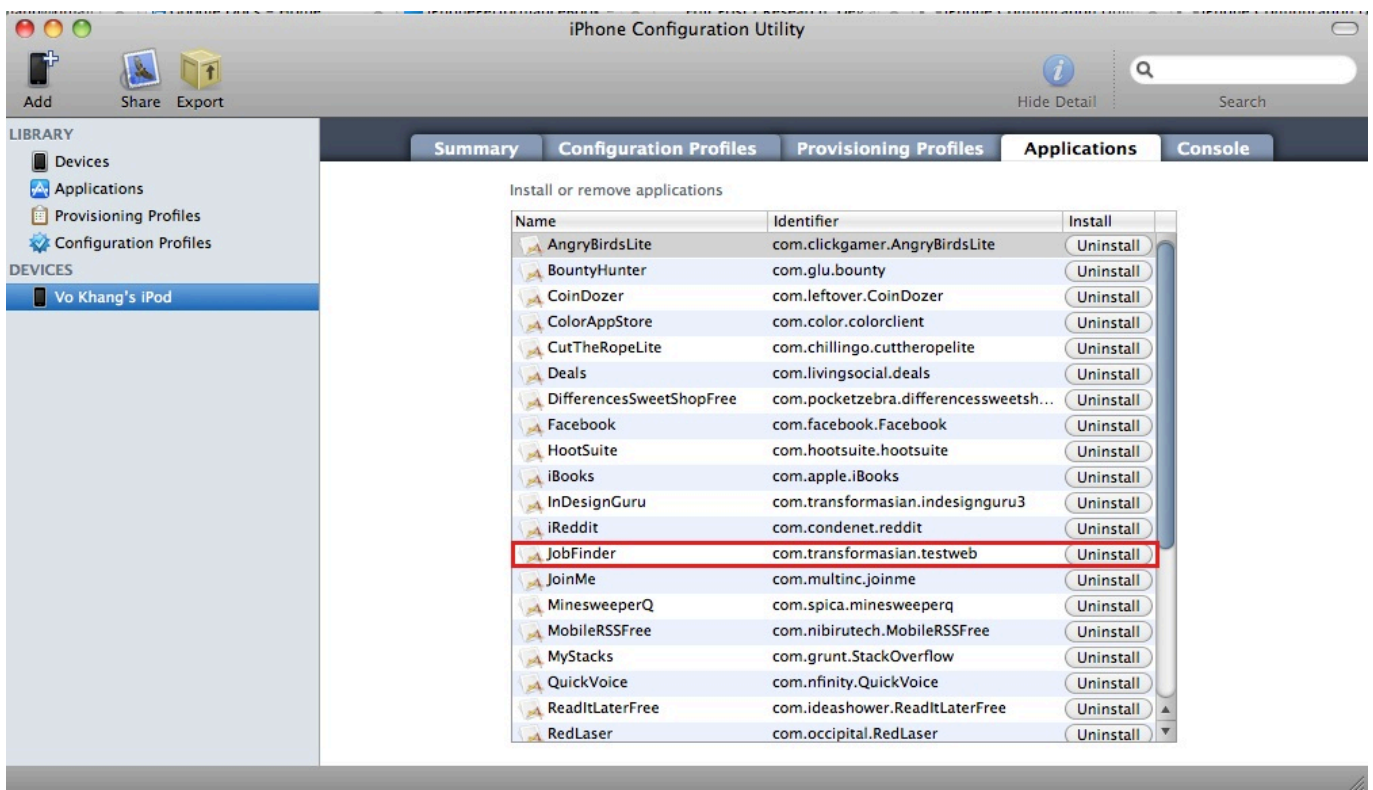 iPhone Configuration Utility
Add Share Export Hide Detail Search
LIBRARY
Devices
Applications
Provisioning Profiles
Configuration Profiles
DEVICES
Vo Khang's iPod
Summary Configuration Profiles Provisioning Profiles Applications Console
Install or remove applications
Name Identifier Install
AngryBirdsLite com.clickgamer.AngryBirdsLite Uninstall
BountyHunter com.glu.bounty Uninstall
CoinDozer com.leftover.CoinDozer Uninstall
ColorAppStore com.color.colorclient Uninstall
CutTheRopeLite com.chillingo.cuttheropelite Uninstall
Deals com.livingsocial.deals Uninstall
DifferencesSweetShopFree com.pocketzebra.differencessweetsh... Uninstall
Facebook com.facebook.Facebook Uninstall
HootSuite com.hootsuite.hootsuite Uninstall
iBooks com.apple.iBooks Uninstall
InDesignGuru com.transformasian.indesignguru3 Uninstall
iReddit com.condenet.reddit Uninstall
JobFinder com.transformasian.testweb Uninstall
JoinMe com.multinc.joinme Uninstall
MinesweeperQ com.spica.minesweeperq Uninstall
MobileRSSFree com.nibirutech.MobileRSSFree Uninstall
MyStacks com.grunt.StackOverflow Uninstall
QuickVoice com.nfinity.QuickVoice Uninstall
ReadItLaterFree com.ideashower.ReadItLaterFree Uninstall
RedLaser com.occipital.RedLaser Uninstall